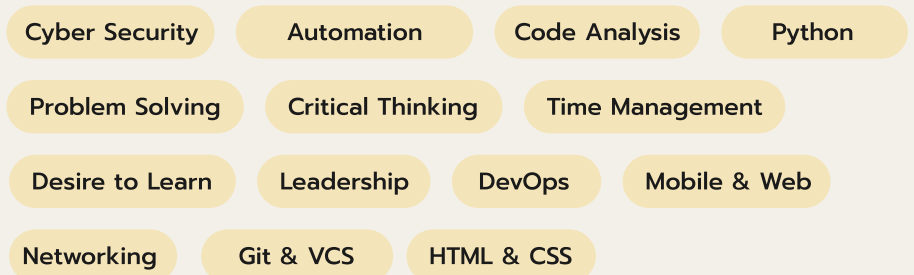 Cyber Security Automation Code Analysis Python
Problem Solving Critical Thinking Time Management
Desire to Learn Leadership DevOps Mobile & Web
Networking Git & VCS HTML & CSS